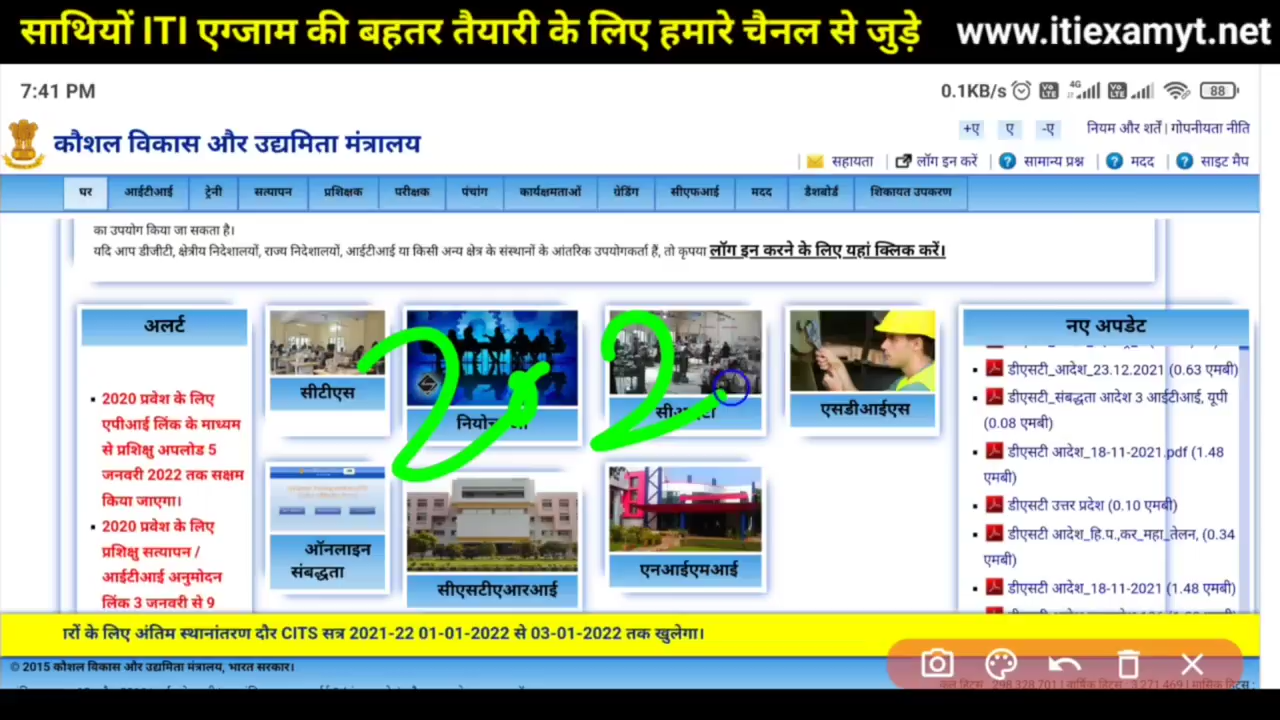 साथियों ITI एग्जाम की बहतर तैयारी के लिए हमारे चैनल से जुड़े www.itiexamyt.net
7:41 PM 0.1KB/s 4G 88
+ए ए -ए नियम और शर्तें | गोपनीयता नीति
कौशल विकास और उद्यमिता मंत्रालय
| सहायता | लॉग इन करें | सामान्य प्रश्न | मदद | साइट मैप
घर आईटीआई ट्रेनी सत्यापन प्रशिक्षक परीक्षक पंचांग कार्यक्षमताओं ग्रेडिंग सीएफआई मदद डैशबोर्ड शिकायत उपकरण
का उपयोग किया जा सकता है।
यदि आप डीजीटी, क्षेत्रीय निदेशालयों, राज्य निदेशालयों, आईटीआई या किसी अन्य क्षेत्र के संस्थानों के आंतरिक उपयोगकर्ता हैं, तो कृपया लॉग इन करने के लिए यहां क्लिक करें।
अलर्ट
2020 प्रवेश के लिए
एपीआई लिंक के माध्यम
से प्रशिक्षु अपलोड 5
जनवरी 2022 तक सक्षम
किया जाएगा।
2020 प्रवेश के लिए
प्रशिक्षु सत्यापन /
आईटीआई अनुमोदन
लिंक 3 जनवरी से 9
सीटीएस
एसडीआईएस
ऑनलाइन
संबद्धता
सीएसटीएआरआई
एनआईएमआई
202
नए अपडेट
डीएसटी_आदेश_23.12.2021 (0.63 एमबी)
डीएसटी_संबद्धता आदेश 3 आईटीआई, यूपी
(0.08 एमबी)
डीएसटी आदेश_18-11-2021.pdf (1.48
एमबी)
डीएसटी उत्तर प्रदेश (0.10 एमबी)
डीएसटी आदेश_हि.प.,कर_महा_तेलन, (0.34
एमबी)
डीएसटी आदेश_18-11-2021 (1.48 एमबी)
रों के लिए अंतिम स्थानांतरण दौर CITS सत्र 2021-22 01-01-2022 से 03-01-2022 तक खुलेगा।
© 2015 कौशल विकास और उद्यमिता मंत्रालय, भारत सरकार।